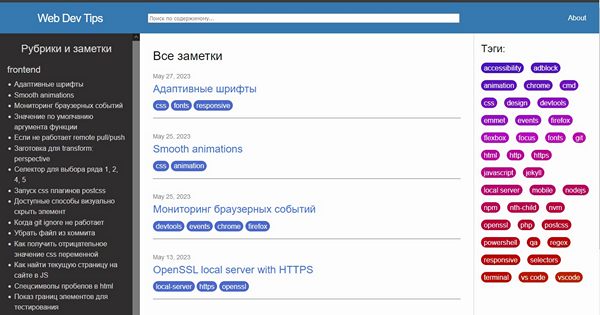 Web Dev Tips
Поиск по содержимому...
About
Рубрики и заметки
frontend
Адаптивные шрифты
Smooth animations
Мониторинг браузерных событий
Значение по умолчанию
аргумента функции
Если не работает remote pull/push
Заготовка для transform:
perspective
Селектор для выбора ряда 1, 2,
4, 5
Запуск css плагинов postcss
Доступные способы визуально
скрыть элемент
Когда git ignore не работает
Убрать файл из коммита
Как получить отрицательное
значение css переменной
Как найти текущую страницу на
сайте в JS
Специсимволы пробелов в html
Показ границ элементов для
тестирования
Все заметки
May 27, 2023
Адаптивные шрифты
css fonts responsive
May 25, 2023
Smooth animations
css animation
May 25, 2023
Мониторинг браузерных событий
devtools events chrome firefox
May 13, 2023
OpenSSL local server with HTTPS
local-server https openssl
Тэги:
accessibility adblock
animation chrome cmd
css design devtools
emmet events firefox
flexbox focus fonts git
html http https
javascript jekyll
local server mobile nodejs
npm nth-child nvm
openssl php postcss
powershell qa regex
responsive selectors
terminal vs code vscode